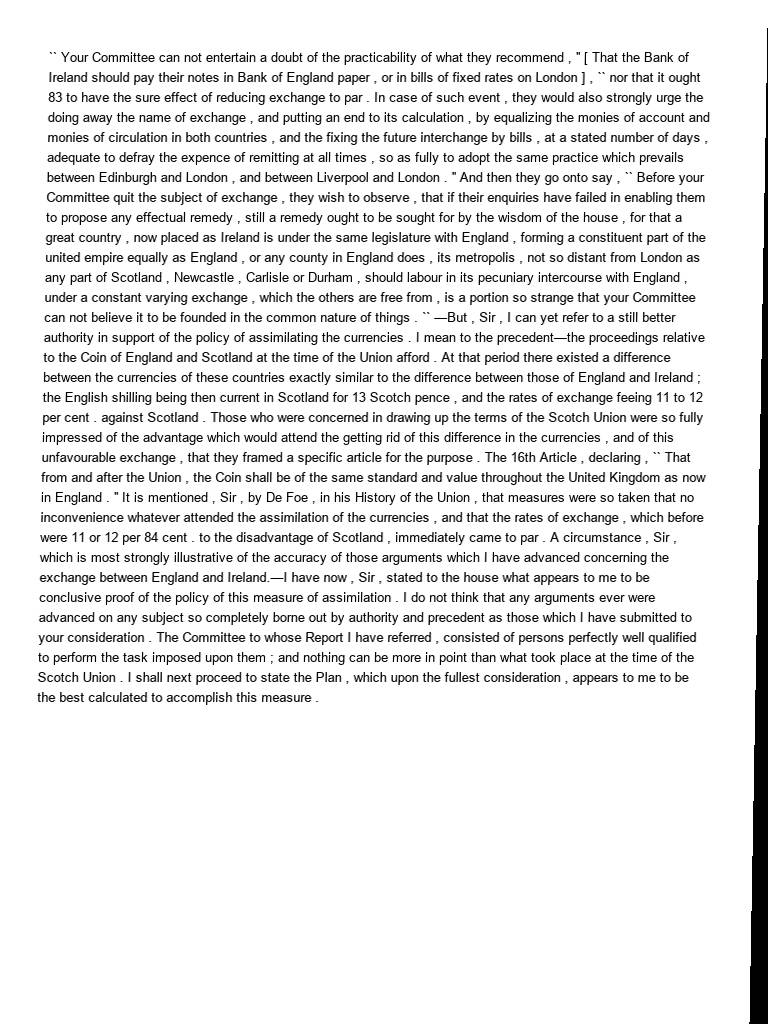 `` Your Committee can not entertain a doubt of the practicability of what they recommend , " [ That the Bank of
Ireland should pay their notes in Bank of England paper , or in bills of fixed rates on London ] , `` nor that it ought
83 to have the sure effect of reducing exchange to par . In case of such event , they would also strongly urge the
doing away the name of exchange , and putting an end to its calculation , by equalizing the monies of account and
monies of circulation in both countries , and the fixing the future interchange by bills , at a stated number of days ,
adequate to defray the expence of remitting at all times , so as fully to adopt the same practice which prevails
between Edinburgh and London , and between Liverpool and London . " And then they go onto say , `` Before your
Committee quit the subject of exchange , they wish to observe , that if their enquiries have failed in enabling them
to propose any effectual remedy , still a remedy ought to be sought for by the wisdom of the house , for that a
great country , now placed as Ireland is under the same legislature with England , forming a constituent part of the
united empire equally as England , or any county in England does , its metropolis , not so distant from London as
any part of Scotland , Newcastle , Carlisle or Durham , should labour in its pecuniary intercourse with England ,
under a constant varying exchange , which the others are free from , is a portion so strange that your Committee
can not believe it to be founded in the common nature of things . `` —But , Sir , I can yet refer to a still better
authority in support of the policy of assimilating the currencies . I mean to the precedent—the proceedings relative
to the Coin of England and Scotland at the time of the Union afford . At that period there existed a difference
between the currencies of these countries exactly similar to the difference between those of England and Ireland ;
the English shilling being then current in Scotland for 13 Scotch pence , and the rates of exchange feeing 11 to 12
per cent . against Scotland . Those who were concerned in drawing up the terms of the Scotch Union were so fully
impressed of the advantage which would attend the getting rid of this difference in the currencies , and of this
unfavourable exchange , that they framed a specific article for the purpose . The 16th Article , declaring , `` That
from and after the Union , the Coin shall be of the same standard and value throughout the United Kingdom as now
in England . " It is mentioned , Sir , by De Foe , in his History of the Union , that measures were so taken that no
inconvenience whatever attended the assimilation of the currencies , and that the rates of exchange , which before
were 11 or 12 per 84 cent . to the disadvantage of Scotland , immediately came to par . A circumstance , Sir ,
which is most strongly illustrative of the accuracy of those arguments which I have advanced concerning the
exchange between England and Ireland.—I have now , Sir , stated to the house what appears to me to be
conclusive proof of the policy of this measure of assimilation . I do not think that any arguments ever were
advanced on any subject so completely borne out by authority and precedent as those which I have submitted to
your consideration . The Committee to whose Report I have referred , consisted of persons perfectly well qualified
to perform the task imposed upon them ; and nothing can be more in point than what took place at the time of the
Scotch Union . I shall next proceed to state the Plan , which upon the fullest consideration , appears to me to be
the best calculated to accomplish this measure .